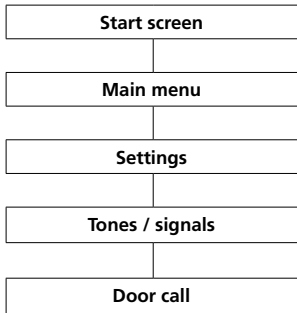 Start screen
Main menu
Settings
Tones / signals
Door call